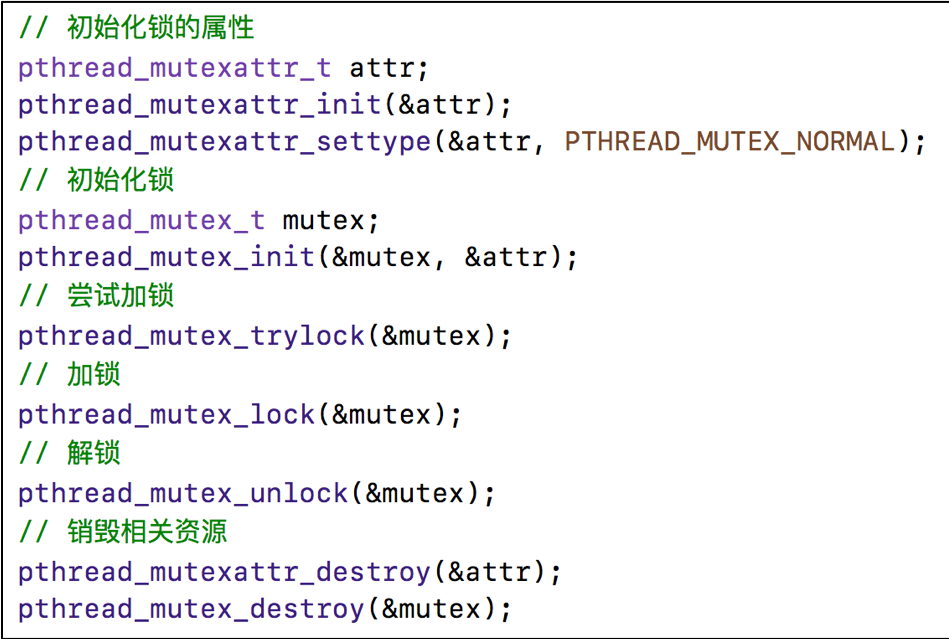 // 初始化锁的属性
pthread_mutexattr_t attr;
pthread_mutexattr_init(&attr);
pthread_mutexattr_settype(&attr, PTHREAD_MUTEX_NORMAL);
// 初始化锁
pthread_mutex_t mutex;
pthread_mutex_init(&mutex, &attr);
// 尝试加锁
pthread_mutex_trylock(&mutex);
// 加锁
pthread_mutex_lock(&mutex);
// 解锁
pthread_mutex_unlock(&mutex);
// 销毁相关资源
pthread_mutexattr_destroy(&attr);
pthread_mutex_destroy(&mutex);